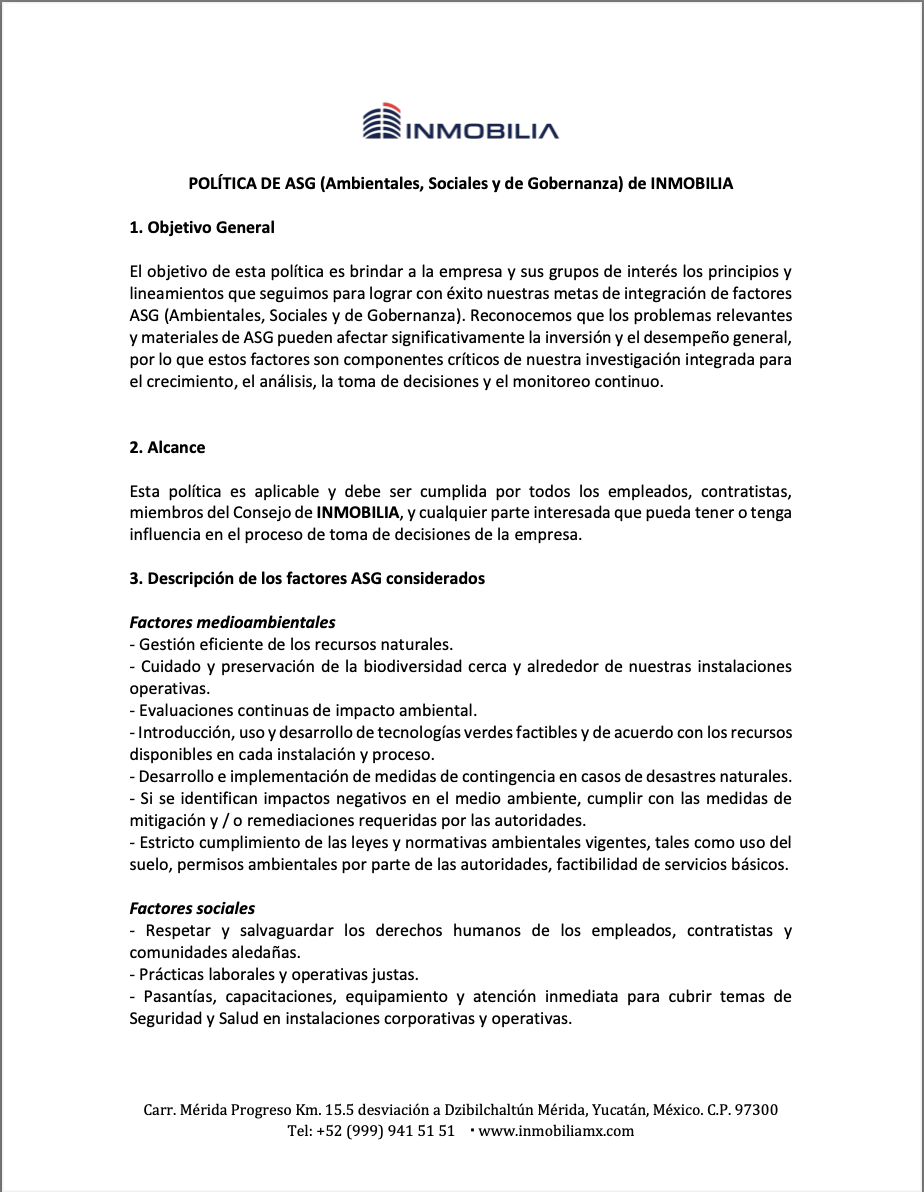 INMOBILIA
POLÍTICA DE ASG (Ambientales, Sociales y de Gobernanza) de INMOBILIA
1. Objetivo General
El objetivo de esta política es brindar a la empresa y sus grupos de interés los principios y
lineamientos que seguimos para lograr con éxito nuestras metas de integración de factores
ASG (Ambientales, Sociales y de Gobernanza). Reconocemos que los problemas relevantes
y materiales de ASG pueden afectar significativamente la inversión y el desempeño general,
por lo que estos factores son componentes críticos de nuestra investigación integrada para
el crecimiento, el análisis, la toma de decisiones y el monitoreo continuo.
2. Alcance
Esta política es aplicable y debe ser cumplida por todos los empleados, contratistas,
miembros del Consejo de INMOBILIA, y cualquier parte interesada que pueda tener o tenga
influencia en el proceso de toma de decisiones de la empresa.
3. Descripción de los factores ASG considerados
Factores medioambientales
- Gestión eficiente de los recursos naturales.
- Cuidado y preservación de la biodiversidad cerca y alrededor de nuestras instalaciones
operativas.
- Evaluaciones continuas de impacto ambiental.
- Introducción, uso y desarrollo de tecnologías verdes factibles y de acuerdo con los recursos
disponibles en cada instalación y proceso.
- Desarrollo e implementación de medidas de contingencia en casos de desastres naturales.
- Si se identifican impactos negativos en el medio ambiente, cumplir con las medidas de
mitigación y / o remediaciones requeridas por las autoridades.
- Estricto cumplimiento de las leyes y normativas ambientales vigentes, tales como uso del
suelo, permisos ambientales por parte de las autoridades, factibilidad de servicios básicos.
Factores sociales
- Respetar y salvaguardar los derechos humanos de los empleados, contratistas y
comunidades aledañas.
- Prácticas laborales y operativas justas.
- Pasantías, capacitaciones, equipamiento y atención inmediata para cubrir temas de
Seguridad y Salud en instalaciones corporativas y operativas.
Carr. Mérida Progreso Km. 15.5 desviación a Dzibilchaltún Mérida, Yucatán, México. C.P. 97300
Tel: +52 (999) 941 51 51 · www.inmobiliamx.com